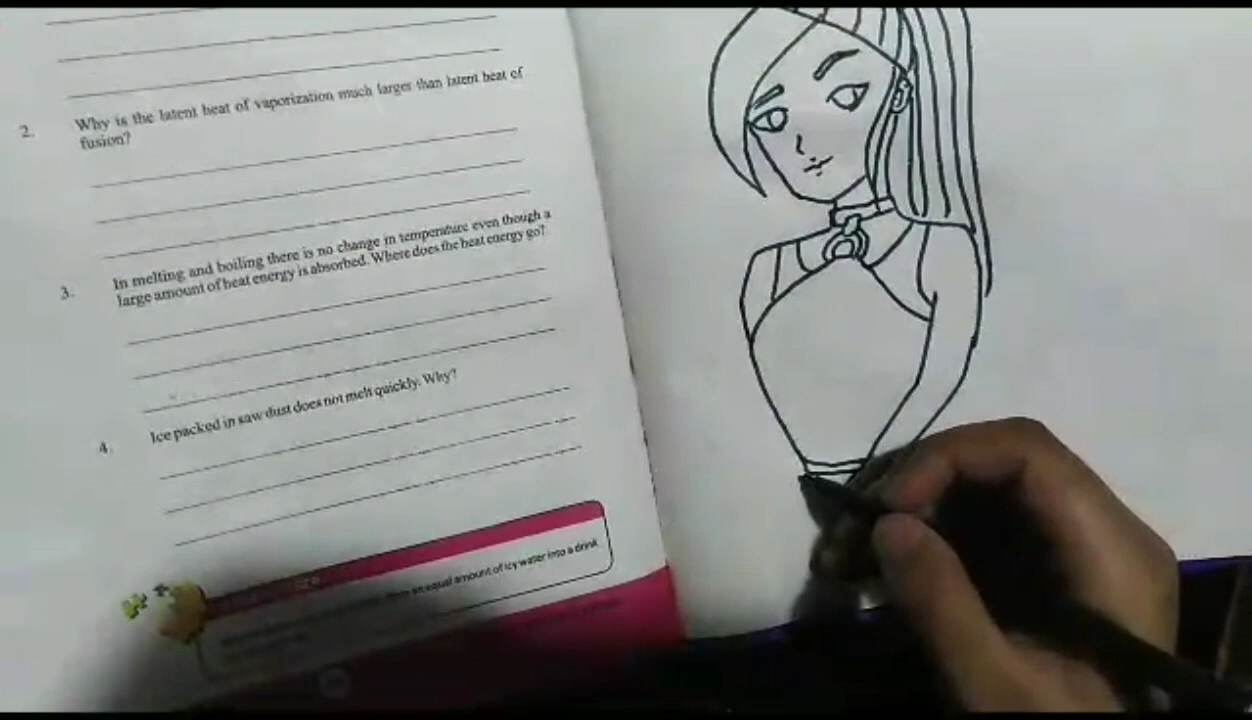 2. Why is the latent heat of vaporization much larger than latent heat of
fusion?
3. In melting and boiling there is no change in temperature even though a
large amount of heat energy is absorbed. Where does the heat energy go?
4. Ice packed in saw dust does not melt quickly. Why?
an equal amount of icy water into a drink